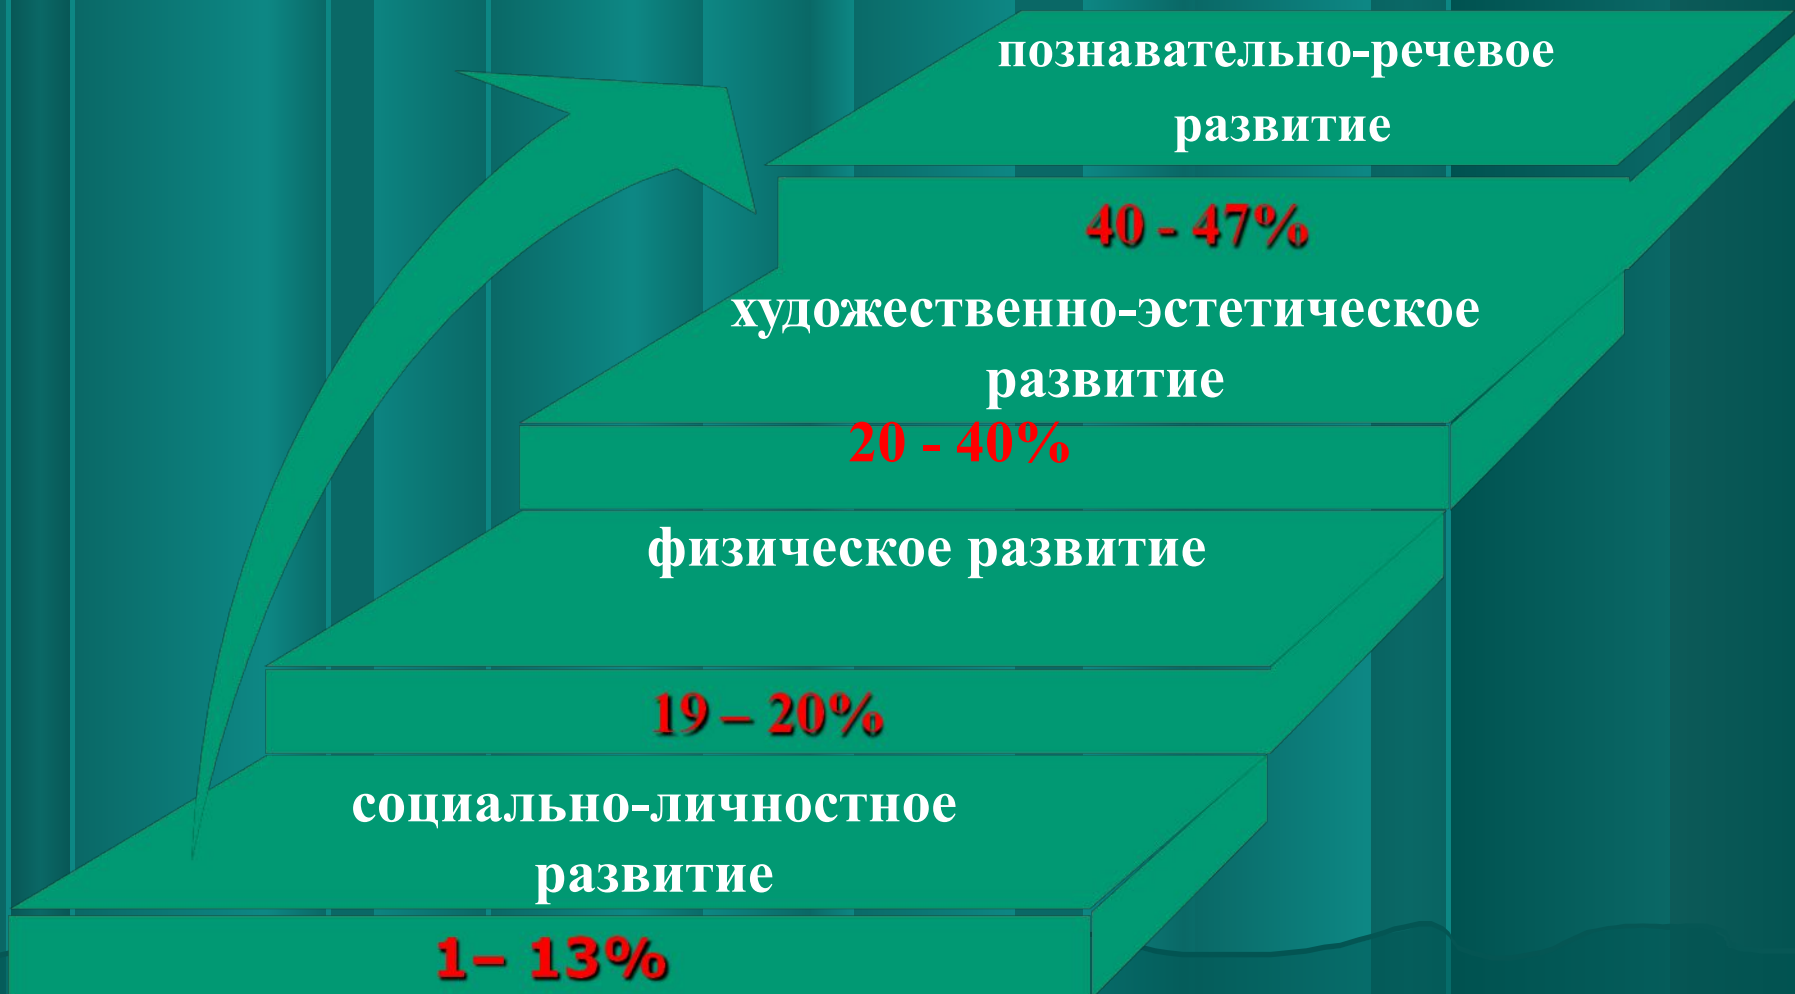 познавательно-речевое
развитие
40 - 47%
художественно-эстетическое
развитие
20 - 40%
физическое развитие
19 – 20%
социально-личностное
развитие
1– 13%